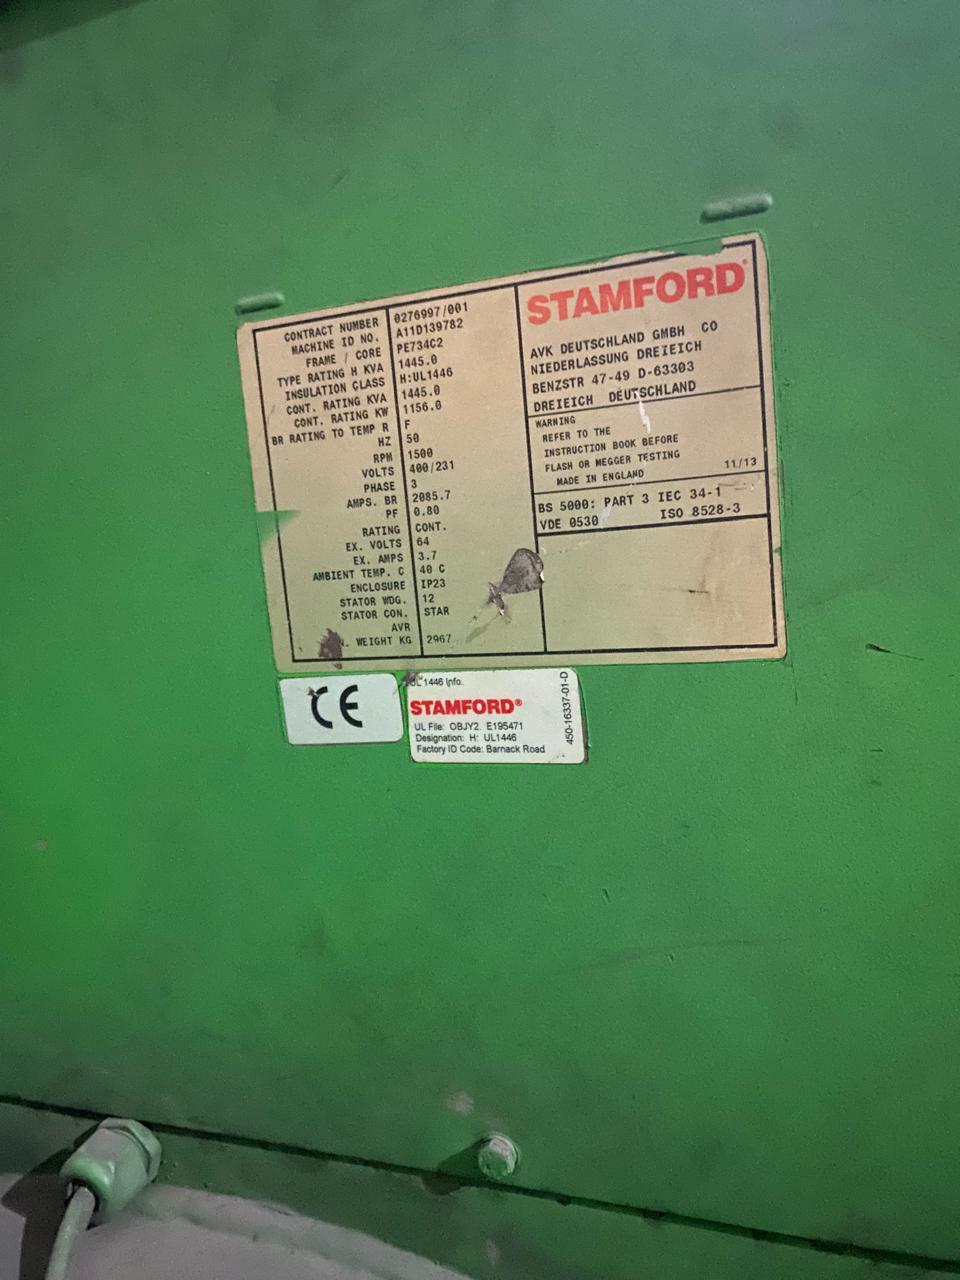 CONTRACT NUMBER 0276997/001
MACHINE ID NO. A11D139782
FRAME / CORE PE734C2
TYPE RATING H KVA 1445.0
INSULATION CLASS H:UL1446
CONT. RATING KVA 1445.0
CONT. RATING KW 1156.0
BR RATING TO TEMP R F
HZ 50
RPM 1500
VOLTS 400/231
PHASE 3
AMPS. BR 2085.7
PF 0.80
RATING CONT.
EX. VOLTS 64
EX. AMPS 3.7
AMBIENT TEMP. C 40 C
ENCLOSURE IP23
STATOR WDG. 12
STATOR CON. STAR
AVR
WEIGHT KG 2967
STAMFORD®
AVK DEUTSCHLAND GMBH CO
NIEDERLASSUNG DREIEICH
BENZSTR 47-49 D-63303
DREIEICH DEUTSCHLAND
WARNING
REFER TO THE
INSTRUCTION BOOK BEFORE
FLASH OR MEGGER TESTING
MADE IN ENGLAND 11/13
BS 5000: PART 3 IEC 34-1
VDE 0530 ISO 8528-3
CE
UL 1446 Info.
STAMFORD®
UL File: OBJY2. E195471
Designation: H: UL1446
Factory ID Code: Barnack Road
450-16337-01-D